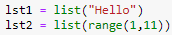 lst1 = list("Hello")
lst2 = list(range(1,11))